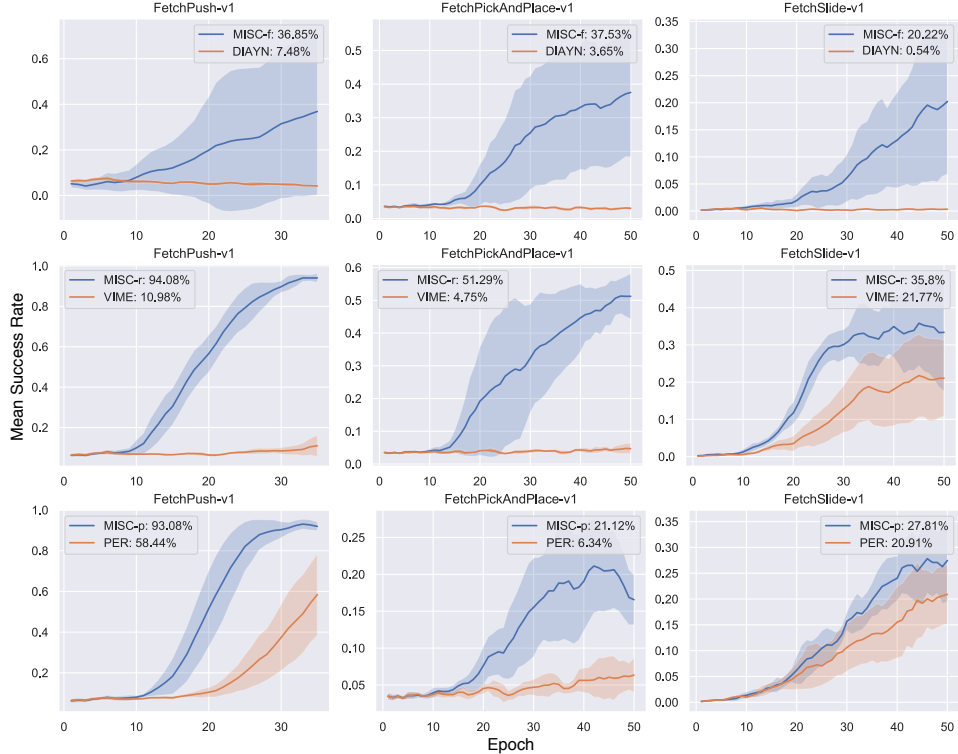 FetchPush-v1 FetchPickAndPlace-v1 FetchSlide-v1
MISC-f: 36.85%
DIAYN: 7.48%
0.6
0.4
0.2
0.0
0 10 20 30
MISC-f: 37.53%
DIAYN: 3.65%
0.5
0.4
0.3
0.2
0.1
0.0
0 10 20 30 40 50
MISC-f: 20.22%
DIAYN: 0.54%
0.35
0.30
0.25
0.20
0.15
0.10
0.05
0.00
0 10 20 30 40 50
Mean Success Rate
FetchPush-v1 FetchPickAndPlace-v1 FetchSlide-v1
MISC-r: 94.08%
VIME: 10.98%
1.0
0.8
0.6
0.4
0.2
0 10 20 30
MISC-r: 51.29%
VIME: 4.75%
0.6
0.5
0.4
0.3
0.2
0.1
0.0
0 10 20 30 40 50
MISC-r: 35.8%
VIME: 21.77%
0.5
0.4
0.3
0.2
0.1
0.0
0 10 20 30 40 50
FetchPush-v1 FetchPickAndPlace-v1 FetchSlide-v1
MISC-p: 93.08%
PER: 58.44%
1.0
0.8
0.6
0.4
0.2
0 10 20 30
MISC-p: 21.12%
PER: 6.34%
0.25
0.20
0.15
0.10
0.05
0 10 20 30 40 50
MISC-p: 27.81%
PER: 20.91%
0.35
0.30
0.25
0.20
0.15
0.10
0.05
0.00
0 10 20 30 40 50
Epoch